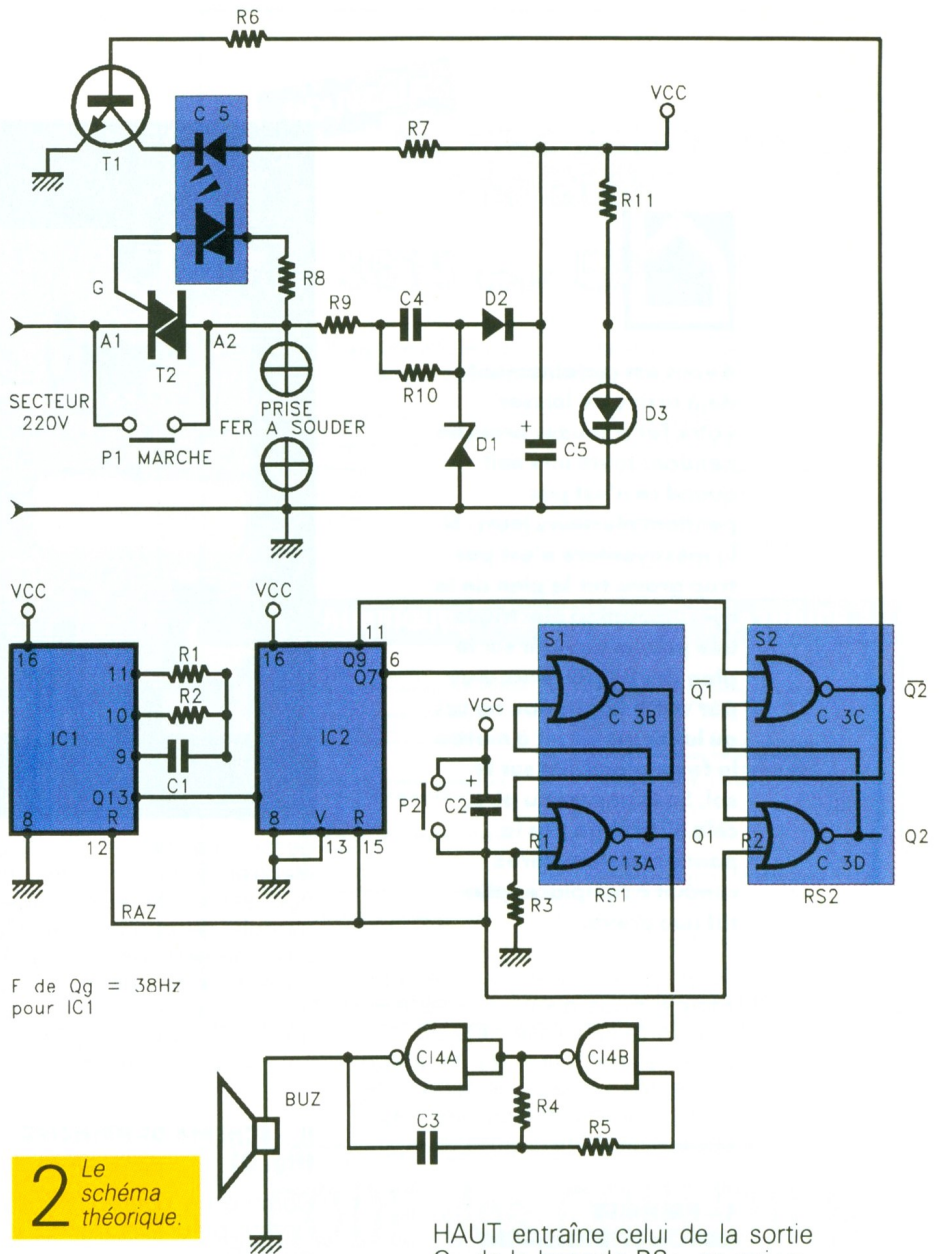 R6
VCC
C 5
R7
T1
R11
R8
G
R9
C4
D2
A1
A2
T2
R10
PRISE
FER A SOUDER
SECTEUR
220V
D3
D1
+
C5
P1 MARCHE
VCC
VCC
11
S1
S2
16
11
R1
16
Q9
6
Q7
Q1
Q2
10
R2
VCC
C 3B
C 3C
IC1
9
IC2
+
C1
P2
C2
Q13
8
R
8
V
R
R1
Q1
R2
Q2
12
13
15
C13A
C 3D
R3
RS1
RS2
RAZ
F de Qg = 38Hz
pour IC1
CI4A
CI4B
BUZ
R4
C3
R5
2 Le
schéma
théorique.
HAUT entraîne celui de la sortie